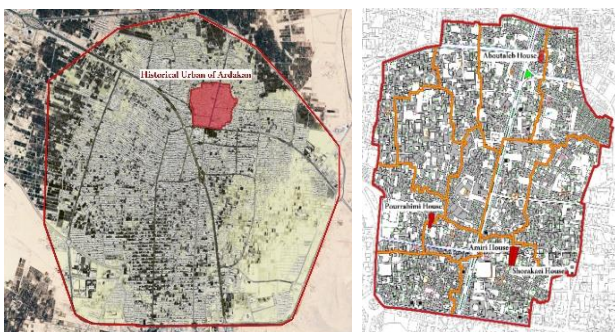 Historical Urban of Ardakan
Aboutaleb House
Pourrahimi House
Amiri House
Shorakani House